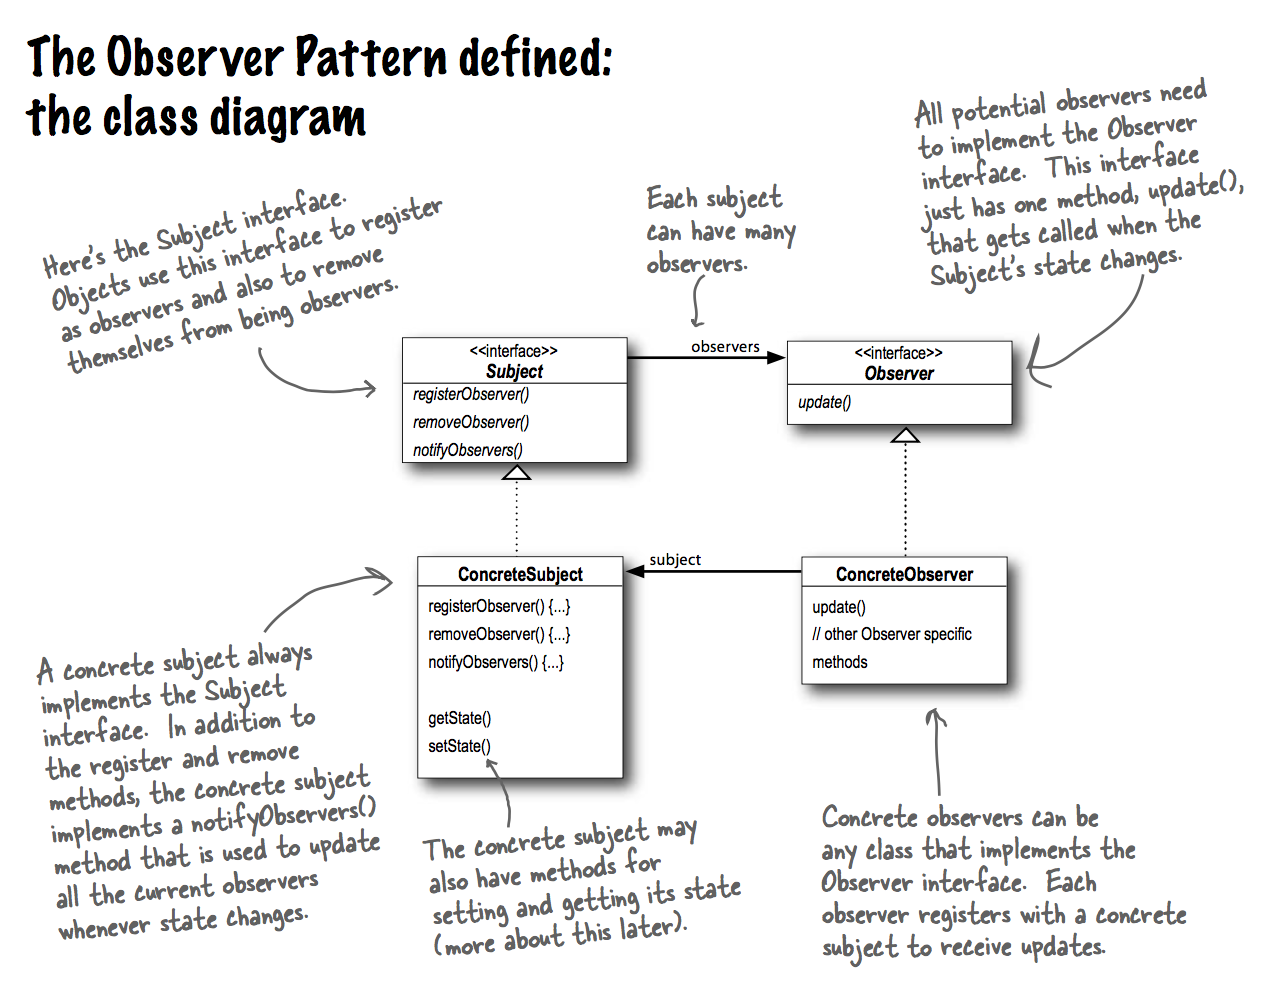 The Observer Pattern defined:
the class diagram
Here's the Subject interface.
Objects use this interface to register
as observers and also to remove
themselves from being observers.
Each subject
can have many
observers.
All potential observers need
to implement the Observer
interface. This interface
just has one method, update(),
that gets called when the
Subject's state changes.
<<interface>>
Subject
registerObserver()
removeObserver()
notifyObservers()
observers
<<interface>>
Observer
update()
ConcreteSubject
registerObserver() {...}
removeObserver() {...}
notifyObservers() {...}
getState()
setState()
subject
ConcreteObserver
update()
// other Observer specific
methods
A concrete subject always
implements the Subject
interface. In addition to
the register and remove
methods, the concrete subject
implements a notifyObservers()
method that is used to update
all the current observers
whenever state changes.
The concrete subject may
also have methods for
setting and getting its state
(more about this later).
Concrete observers can be
any class that implements the
Observer interface. Each
observer registers with a concrete
subject to receive updates.